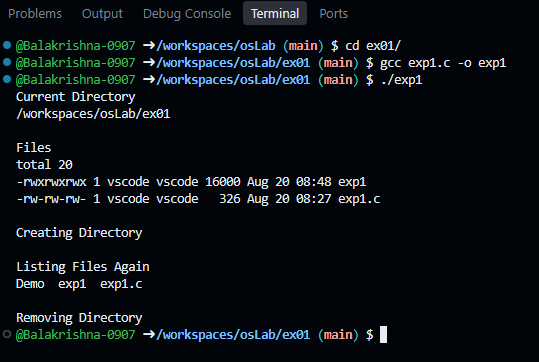 Problems Output Debug Console Terminal Ports
@Balakrishna-0907 ➜/workspaces/osLab (main) $ cd ex01/
@Balakrishna-0907 ➜/workspaces/osLab/ex01 (main) $ gcc exp1.c -o exp1
@Balakrishna-0907 ➜/workspaces/osLab/ex01 (main) $ ./exp1
Current Directory
/workspaces/osLab/ex01
Files
total 20
-rwxrwxrwx 1 vscode vscode 16000 Aug 20 08:48 exp1
-rw-rw-rw- 1 vscode vscode   326 Aug 20 08:27 exp1.c
Creating Directory
Listing Files Again
Demo  exp1  exp1.c
Removing Directory
@Balakrishna-0907 ➜/workspaces/osLab/ex01 (main) $